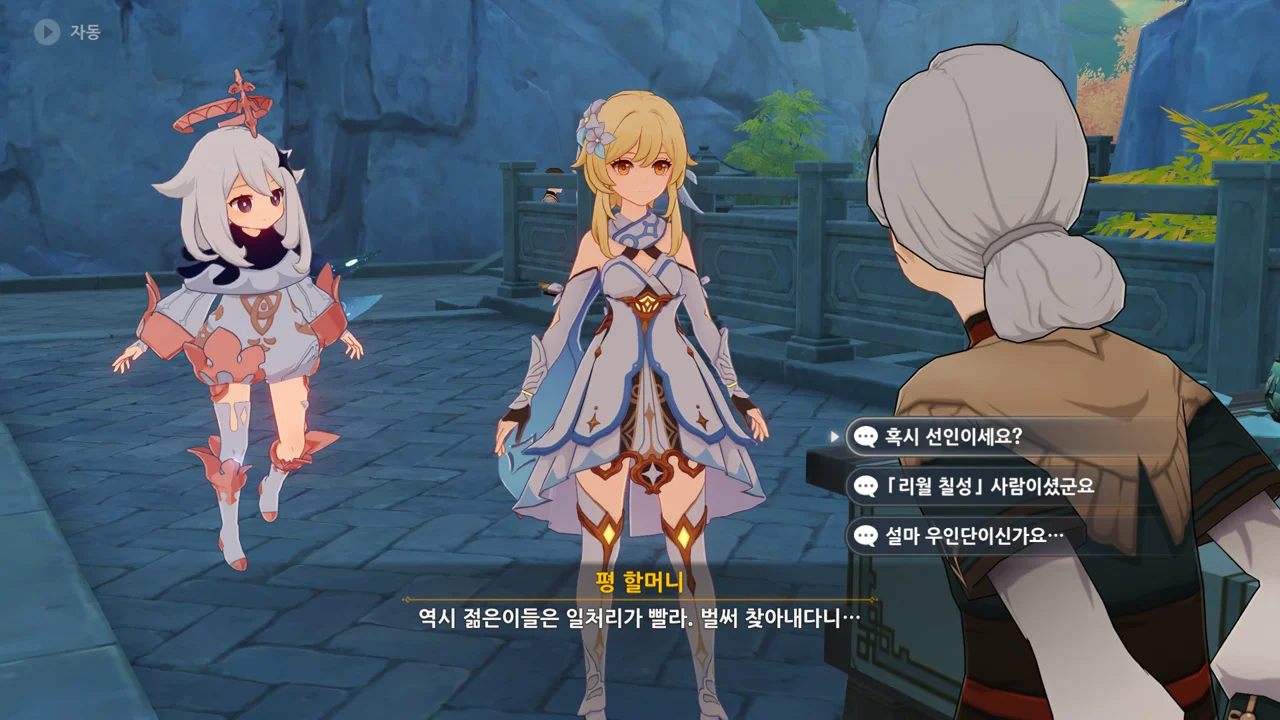 자동
혹시 선인이세요?
「리월 칠성」 사람이셨군요
설마 우인단이신가요…
평 할머니
역시 젊은이들은 일처리가 빨라. 벌써 찾아내다니…